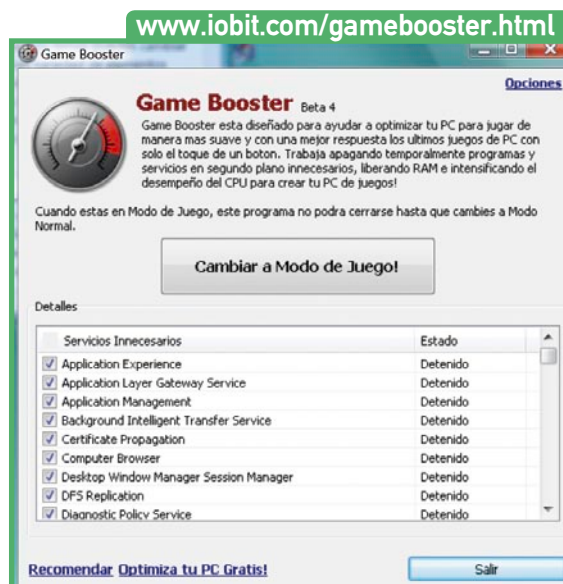 www.iobit.com/gamebooster.html
Game Booster
Opciones
Game Booster Beta 4
Game Booster esta diseñado para ayudar a optimizar tu PC para jugar de
manera mas suave y con una mejor respuesta los ultimos juegos de PC con
solo el toque de un boton. Trabaja apagando temporalmente programas y
servicios en segundo plano innecesarios, liberando RAM e intensificando el
desempeño del CPU para crear tu PC de juegos!
Cuando estas en Modo de Juego, este programa no podra cerrarse hasta que cambies a Modo
Normal.
Cambiar a Modo de Juego!
Detalles
Servicios Innecesarios Estado
Application Experience Detenido
Application Layer Gateway Service Detenido
Application Management Detenido
Background Intelligent Transfer Service Detenido
Certificate Propagation Detenido
Computer Browser Detenido
Desktop Window Manager Session Manager Detenido
DFS Replication Detenido
Diagnostic Policy Service Detenido
Recomendar Optimiza tu PC Gratis! Salir